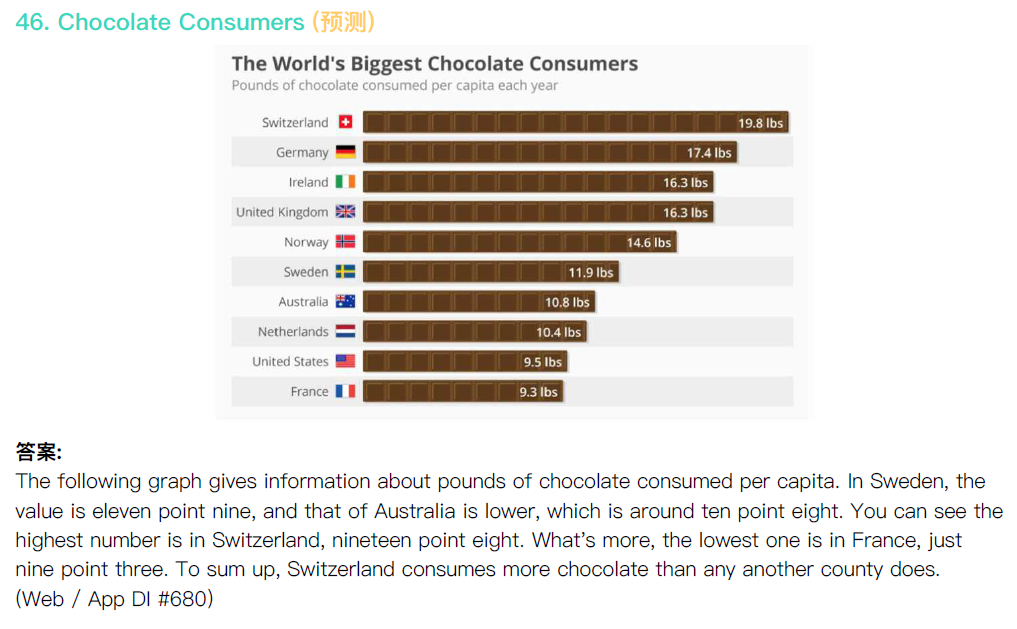 46. Chocolate Consumers (预测)
The World's Biggest Chocolate Consumers
Pounds of chocolate consumed per capita each year
Switzerland 19.8 lbs
Germany 17.4 lbs
Ireland 16.3 lbs
United Kingdom 16.3 lbs
Norway 14.6 lbs
Sweden 11.9 lbs
Australia 10.8 lbs
Netherlands 10.4 lbs
United States 9.5 lbs
France 9.3 lbs
答案:
The following graph gives information about pounds of chocolate consumed per capita. In Sweden, the
value is eleven point nine, and that of Australia is lower, which is around ten point eight. You can see the
highest number is in Switzerland, nineteen point eight. What's more, the lowest one is in France, just
nine point three. To sum up, Switzerland consumes more chocolate than any another county does.
(Web / App DI #680)